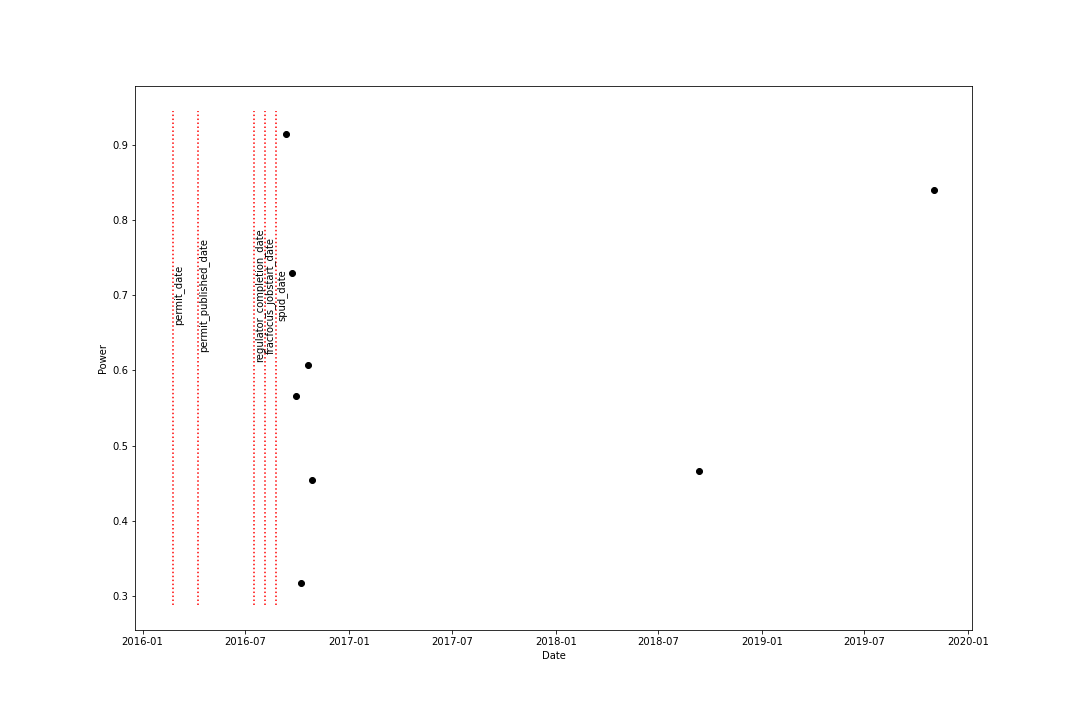 0.9
0.8
0.7
0.6
0.5
0.4
0.3
Power
permit_date
permit_published_date
regulator_completion_date
fracfocus_jobstart_date
spud_date
2016-01
2016-07
2017-01
2017-07
2018-01
2018-07
2019-01
2019-07
2020-01
Date